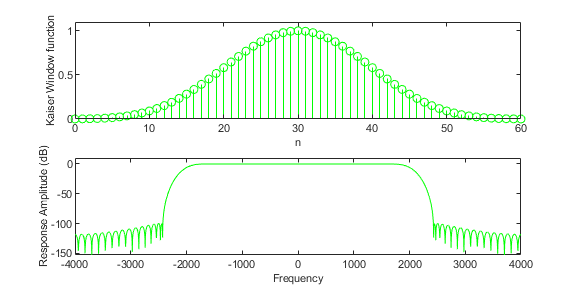 Kaiser Window function
1
0.5
0
0 10 20 30 40 50 60
n
Response Amplitude (dB)
0
-50
-100
-150
-4000 -3000 -2000 -1000 0 1000 2000 3000 4000
Frequency